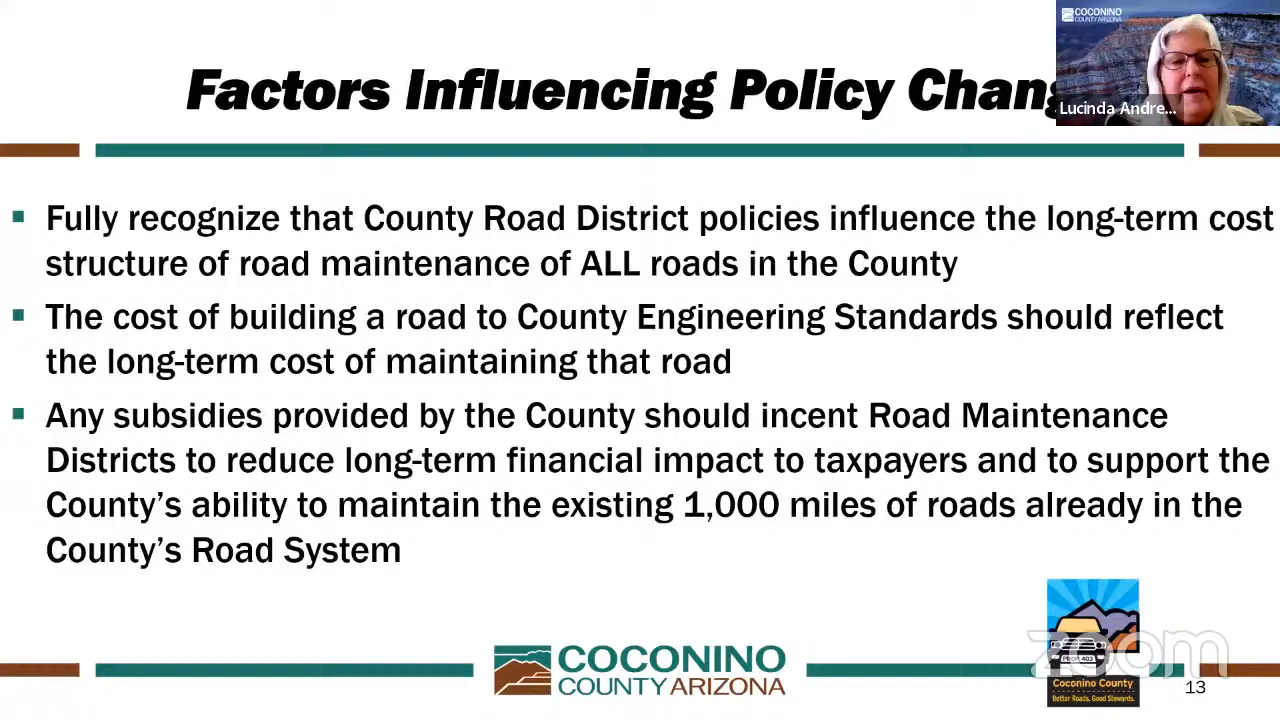 COCONINO
COUNTY ARIZONA
Factors Influencing Policy Chang
Lucinda Andre...
Fully recognize that County Road District policies influence the long-term cost
structure of road maintenance of ALL roads in the County
The cost of building a road to County Engineering Standards should reflect
the long-term cost of maintaining that road
Any subsidies provided by the County should incent Road Maintenance
Districts to reduce long-term financial impact to taxpayers and to support the
County’s ability to maintain the existing 1,000 miles of roads already in the
County’s Road System
COCONINO
COUNTY ARIZONA
PROP. 403
zoom
Coconino County
Better Roads. Good Stewards.
13